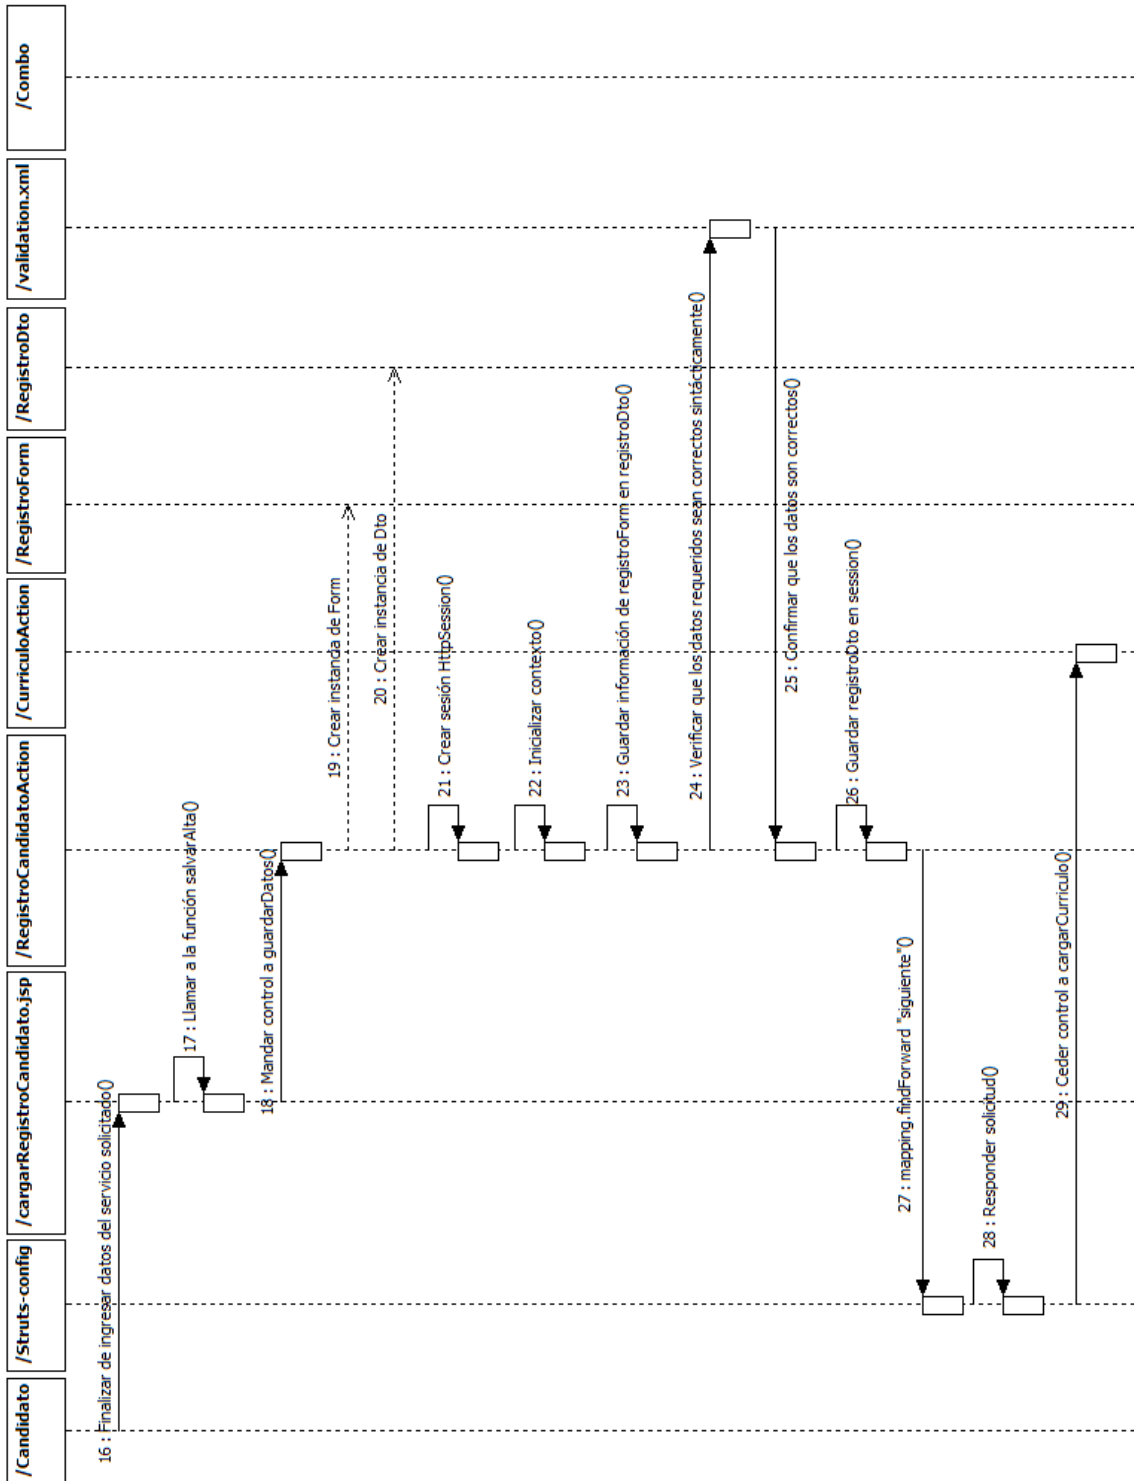 /Candidato
/Struts-config
/cargarRegistroCandidato.jsp
/RegistroCandidatoAction
/CurriculoAction
/RegistroForm
/RegistroDto
/validation.xml
/Combo
16 : Finalizar de ingresar datos del servicio solicitado()
17 : Llamar a la función salvarAlta()
18 : Mandar control a guardarDatos()
19 : Crear instancia de Form
20 : Crear instancia de Dto
21 : Crear sesión HttpSession()
22 : Inicializar contexto()
23 : Guardar información de registroForm en registroDto()
24 : Verificar que los datos requeridos sean correctos sintácticamente()
25 : Confirmar que los datos son correctos()
26 : Guardar registroDto en session()
27 : mapping.findForward "siguiente"()
28 : Responder solicitud()
29 : Ceder control a cargarCurriculo()